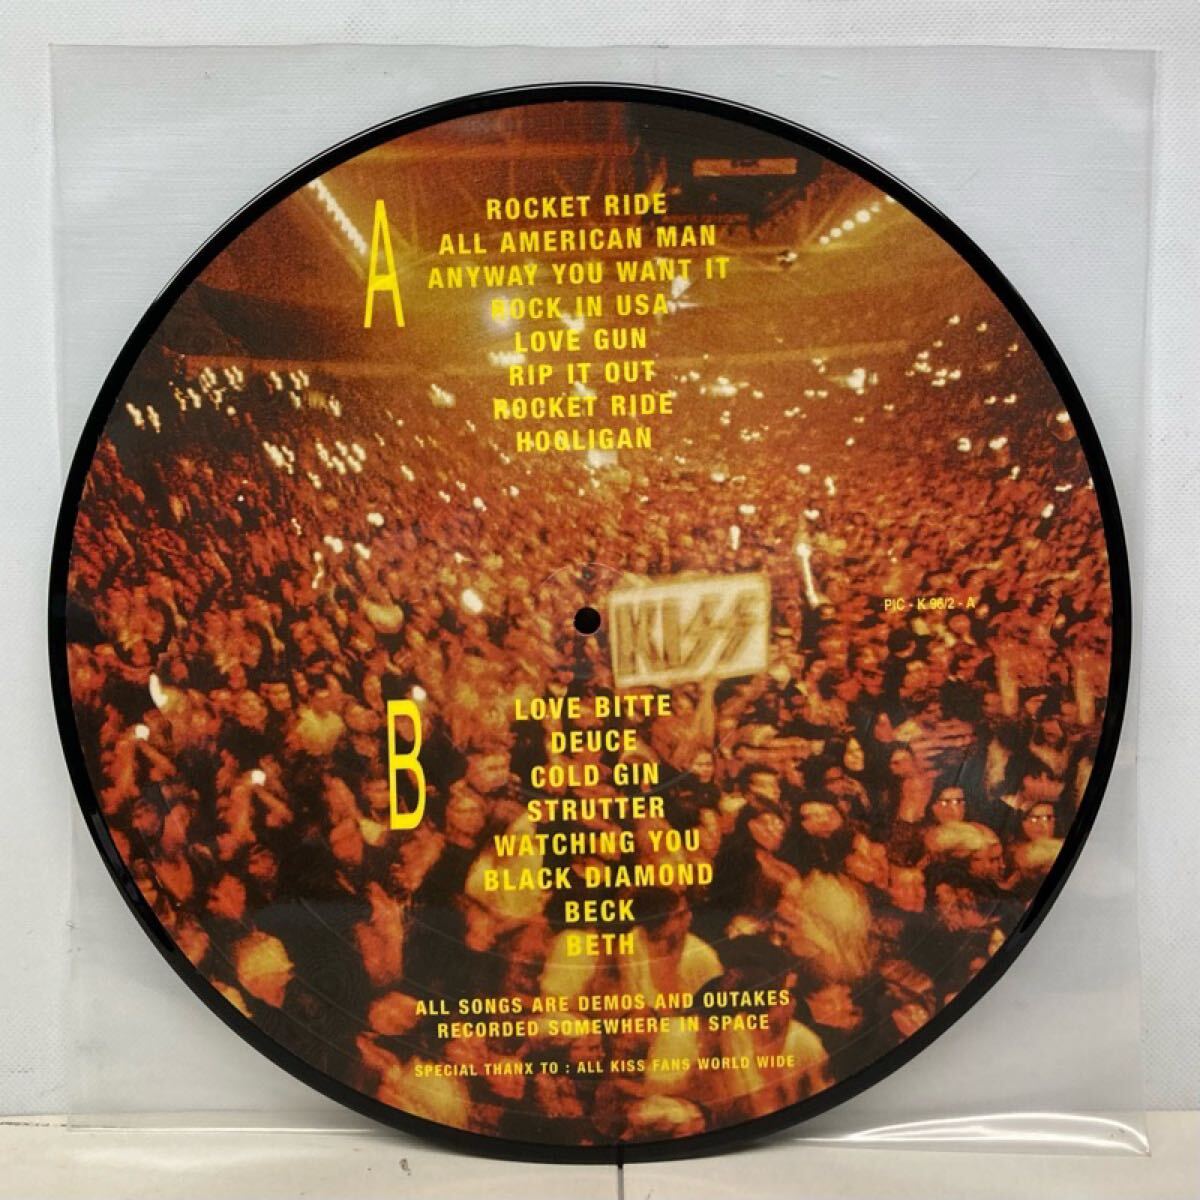 A
ROCKET RIDE
ALL AMERICAN MAN
ANYWAY YOU WANT IT
ROCK IN USA
LOVE GUN
RIP IT OUT
ROCKET RIDE
HOOLIGAN
KISS
PIC - K 96/2 - A
B
LOVE BITTE
DEUCE
COLD GIN
STRUTTER
WATCHING YOU
BLACK DIAMOND
BECK
BETH
ALL SONGS ARE DEMOS AND OUTAKES
RECORDED SOMEWHERE IN SPACE
SPECIAL THANX TO : ALL KISS FANS WORLD WIDE